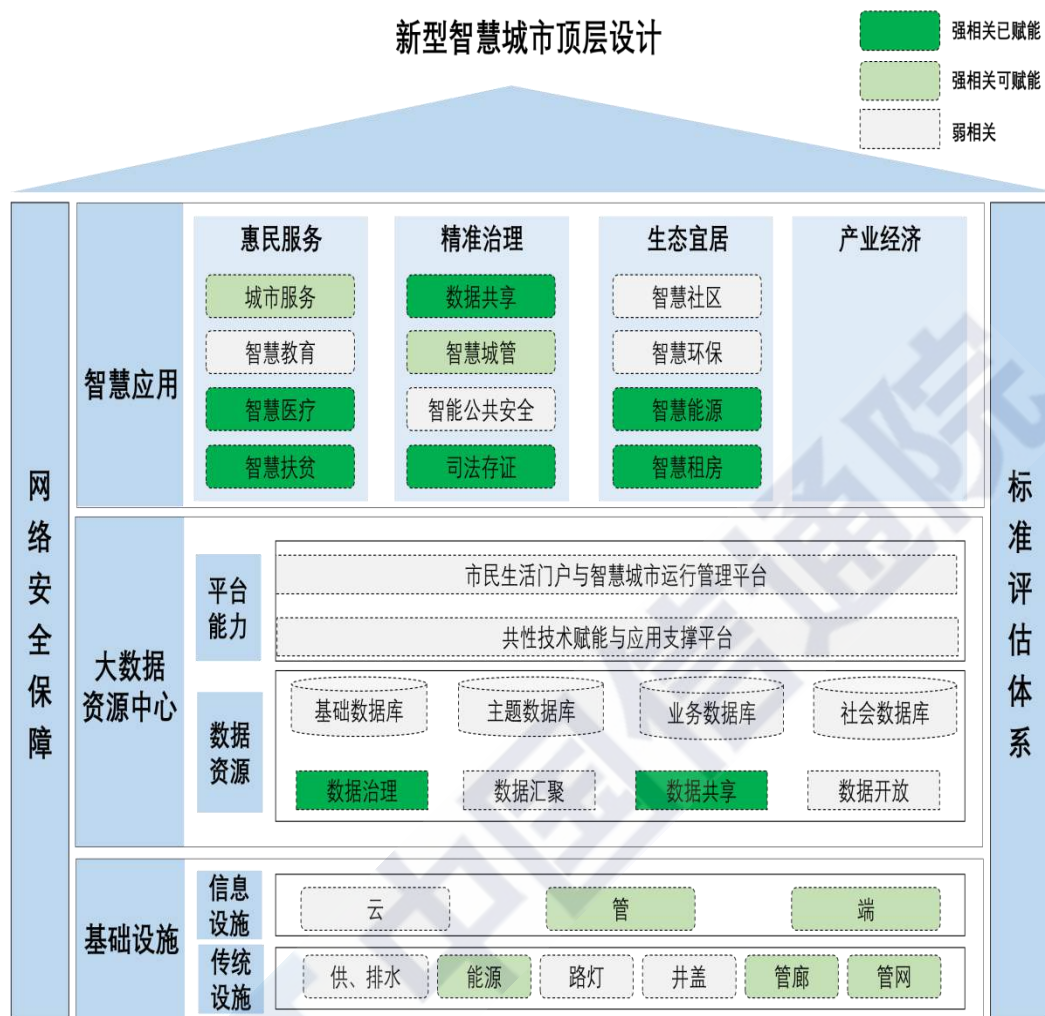 新型智慧城市顶层设计
强相关已赋能
强相关可赋能
弱相关
网络安全保障
标准评估体系
智慧应用
惠民服务
城市服务
智慧教育
智慧医疗
智慧扶贫
精准治理
数据共享
智慧城管
智能公共安全
司法存证
生态宜居
智慧社区
智慧环保
智慧能源
智慧租房
产业经济
大数据
资源中心
平台
能力
市民生活门户与智慧城市运行管理平台
共性技术赋能与应用支撑平台
数据
资源
基础数据库
主题数据库
业务数据库
社会数据库
数据治理
数据汇聚
数据共享
数据开放
基础设施
信息
设施
云
管
端
传统
设施
供、排水
能源
路灯
井盖
管廊
管网
中国信通院